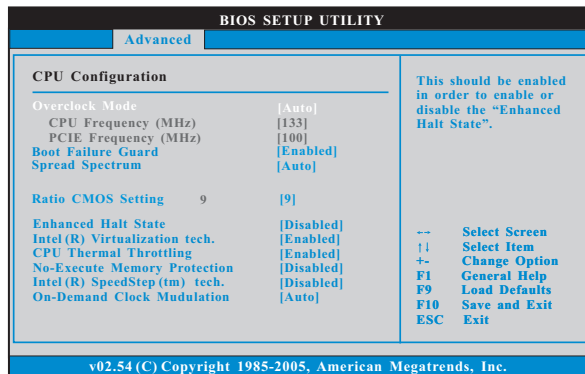 BIOS SETUP UTILITY
Advanced
CPU Configuration
Overclock Mode [Auto]
CPU Frequency (MHz) [133]
PCIE Frequency (MHz) [100]
Boot Failure Guard [Enabled]
Spread Spectrum [Auto]
Ratio CMOS Setting 9 [9]
Enhanced Halt State [Disabled]
Intel (R) Virtualization tech. [Enabled]
CPU Thermal Throttling [Enabled]
No-Execute Memory Protection [Disabled]
Intel (R) SpeedStep (tm) tech. [Disabled]
On-Demand Clock Mudulation [Auto]
This should be enabled
in order to enable or
disable the “Enhanced
Halt State”.
←→ Select Screen
↑↓ Select Item
+- Change Option
F1 General Help
F9 Load Defaults
F10 Save and Exit
ESC Exit
v02.54 (C) Copyright 1985-2005, American Megatrends, Inc.